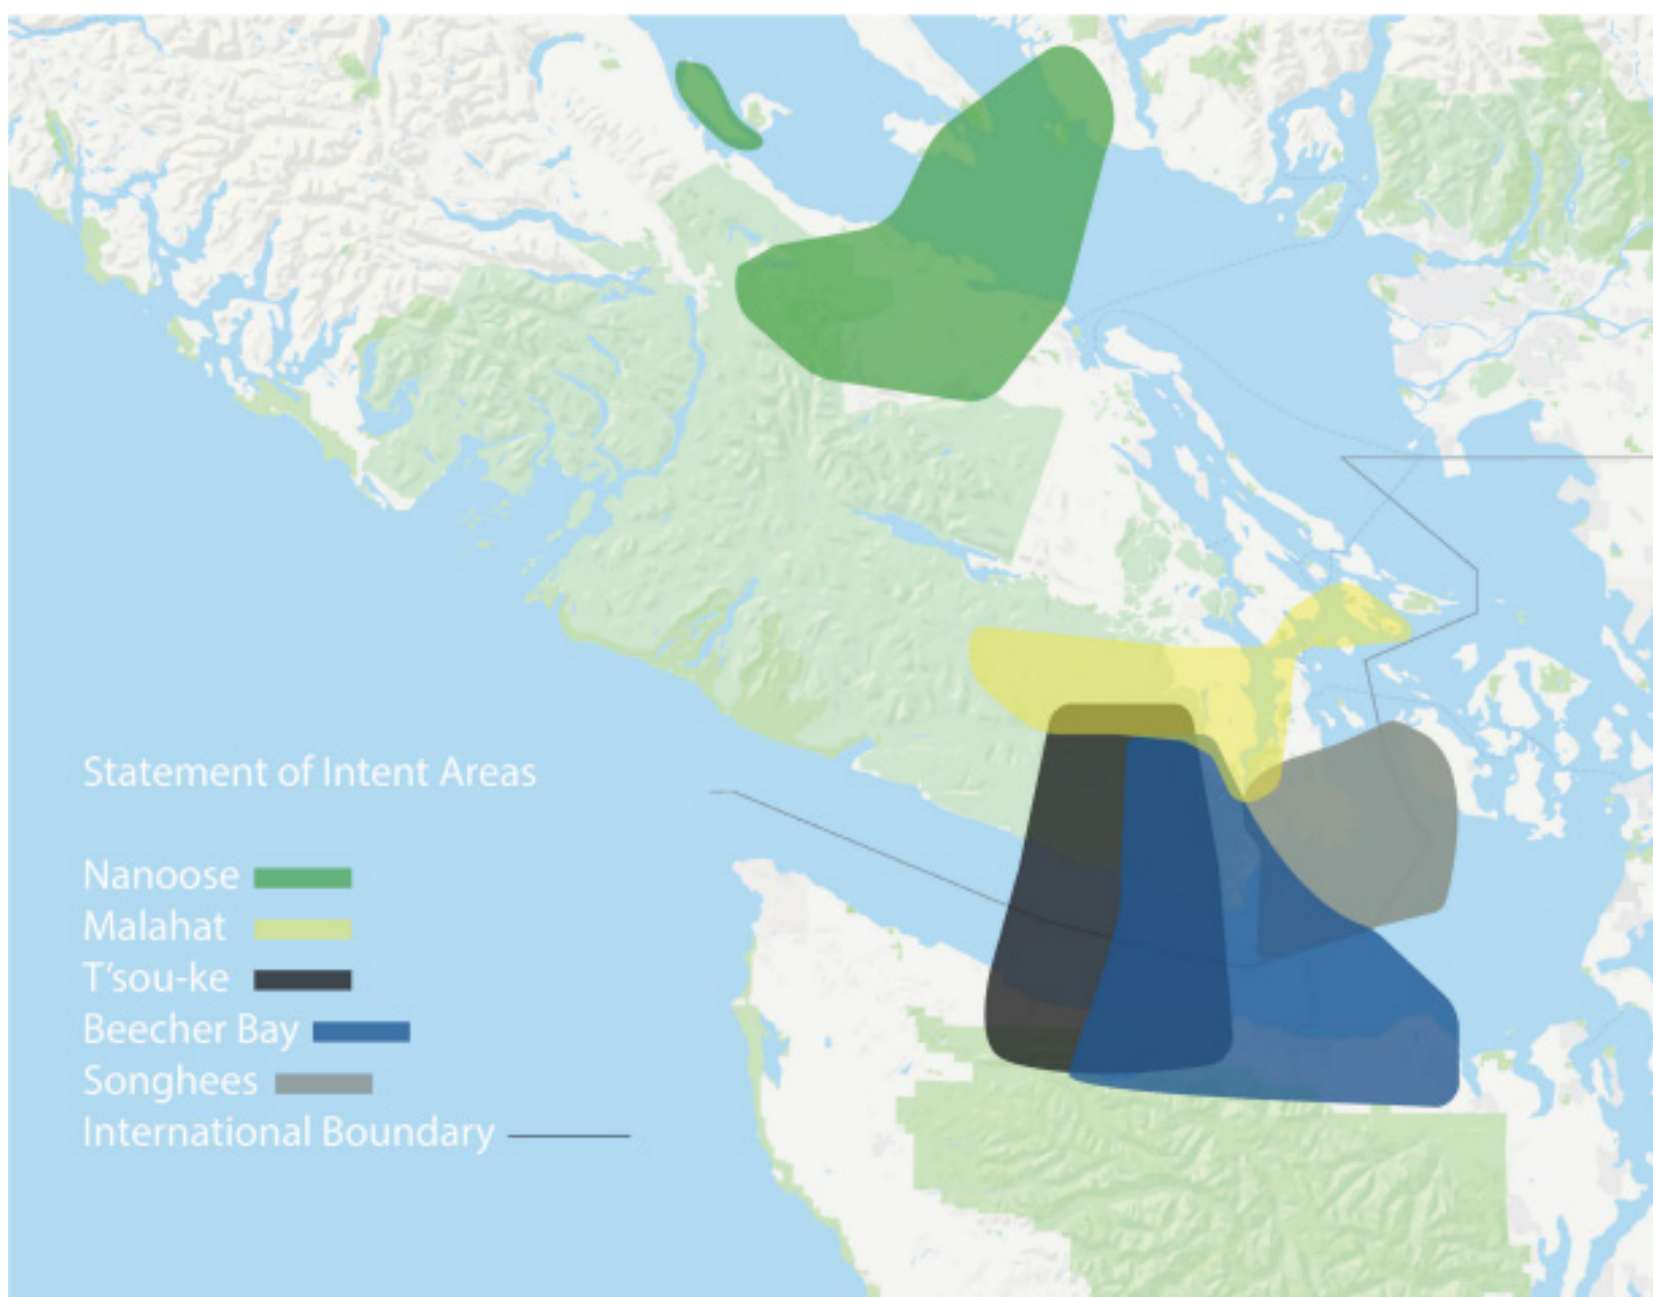 Statement of Intent Areas
Nanoose
Malahat
T'sou-ke
Beecher Bay
Songhees
International Boundary